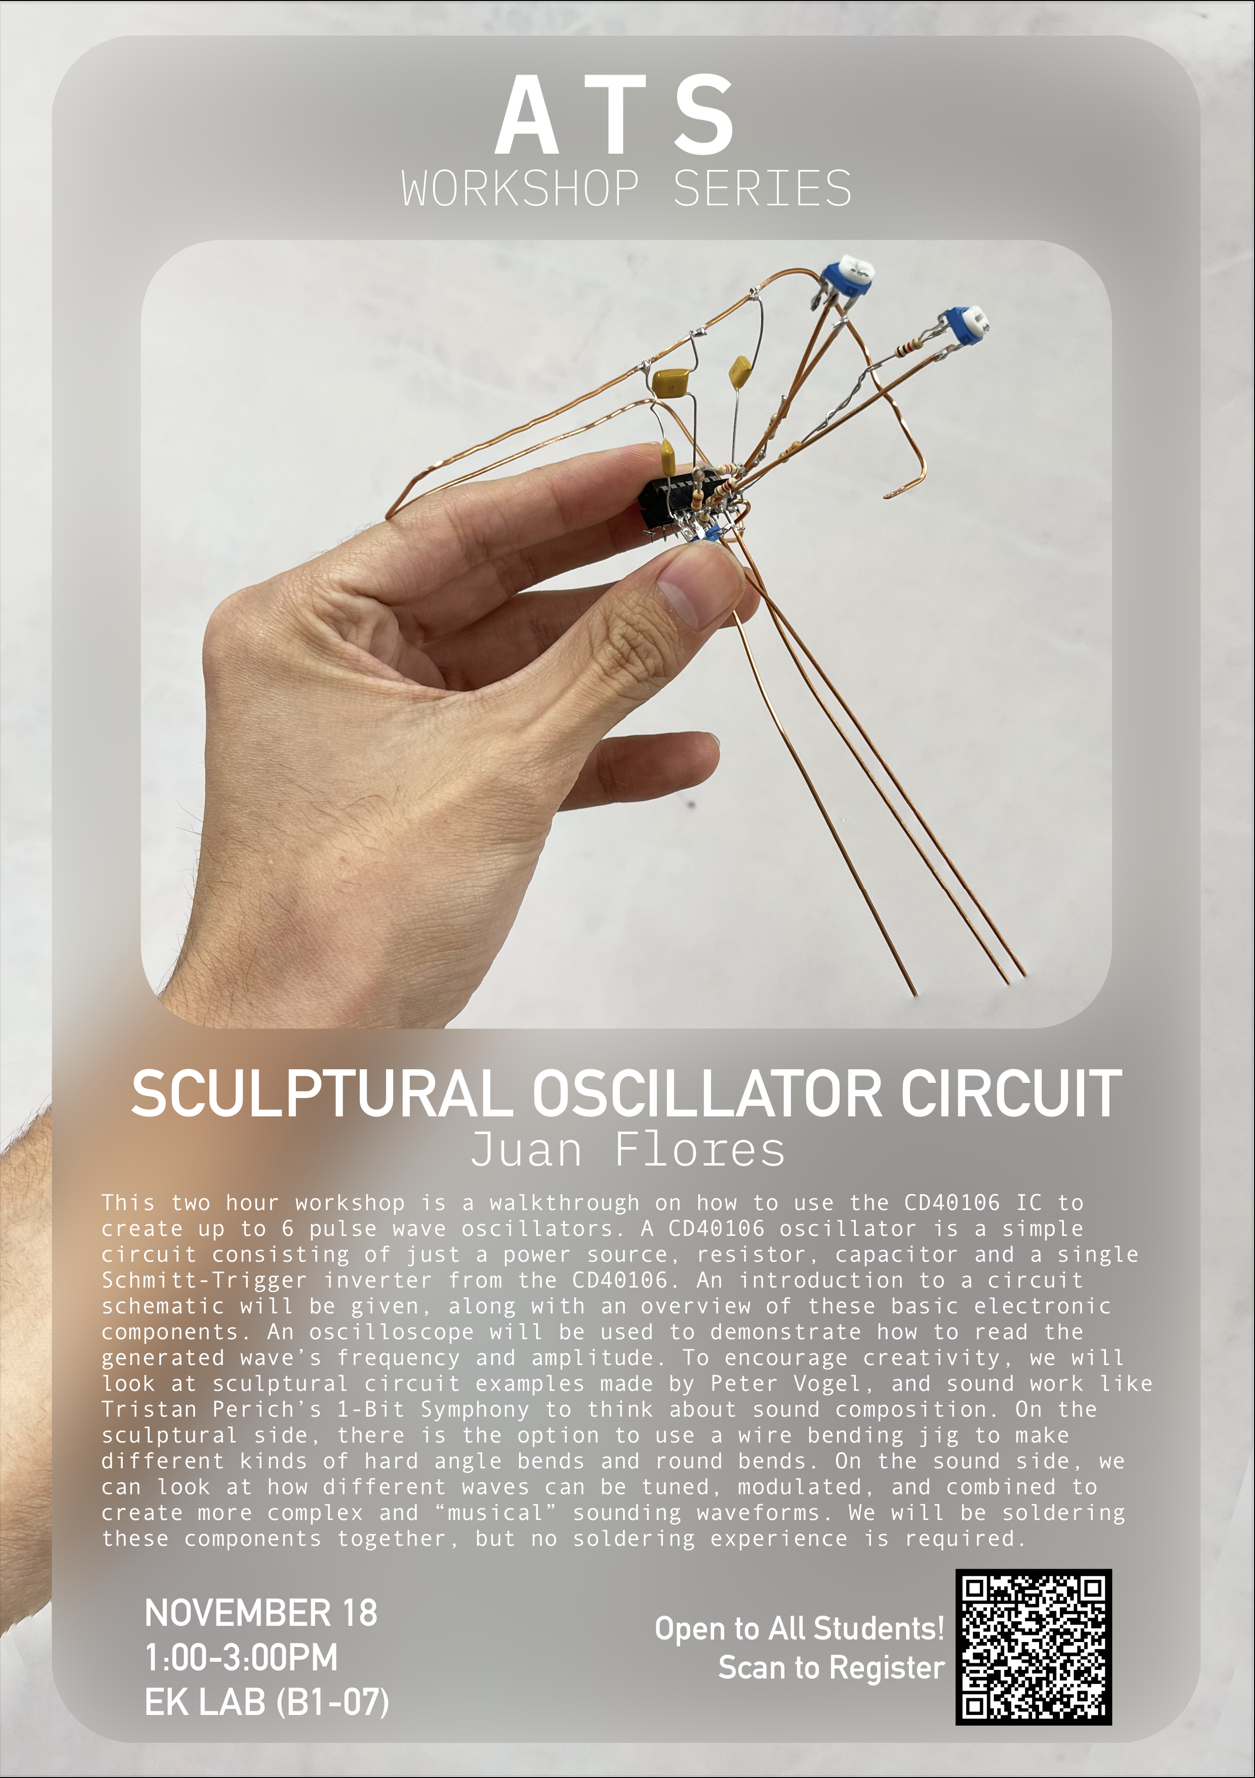 ATS
WORKSHOP SERIES
SCULPTURAL OSCILLATOR CIRCUIT
Juan Flores
This two hour workshop is a walkthrough on how to use the CD40106 IC to
create up to 6 pulse wave oscillators. A CD40106 oscillator is a simple
circuit consisting of just a power source, resistor, capacitor and a single
Schmitt-Trigger inverter from the CD40106. An introduction to a circuit
schematic will be given, along with an overview of these basic electronic
components. An oscilloscope will be used to demonstrate how to read the
generated wave’s frequency and amplitude. To encourage creativity, we will
look at sculptural circuit examples made by Peter Vogel, and sound work like
Tristan Perich’s 1-Bit Symphony to think about sound composition. On the
sculptural side, there is the option to use a wire bending jig to make
different kinds of hard angle bends and round bends. On the sound side, we
can look at how different waves can be tuned, modulated, and combined to
create more complex and “musical” sounding waveforms. We will be soldering
these components together, but no soldering experience is required.
NOVEMBER 18
1:00-3:00PM
EK LAB (B1-07)
Open to All Students!
Scan to Register